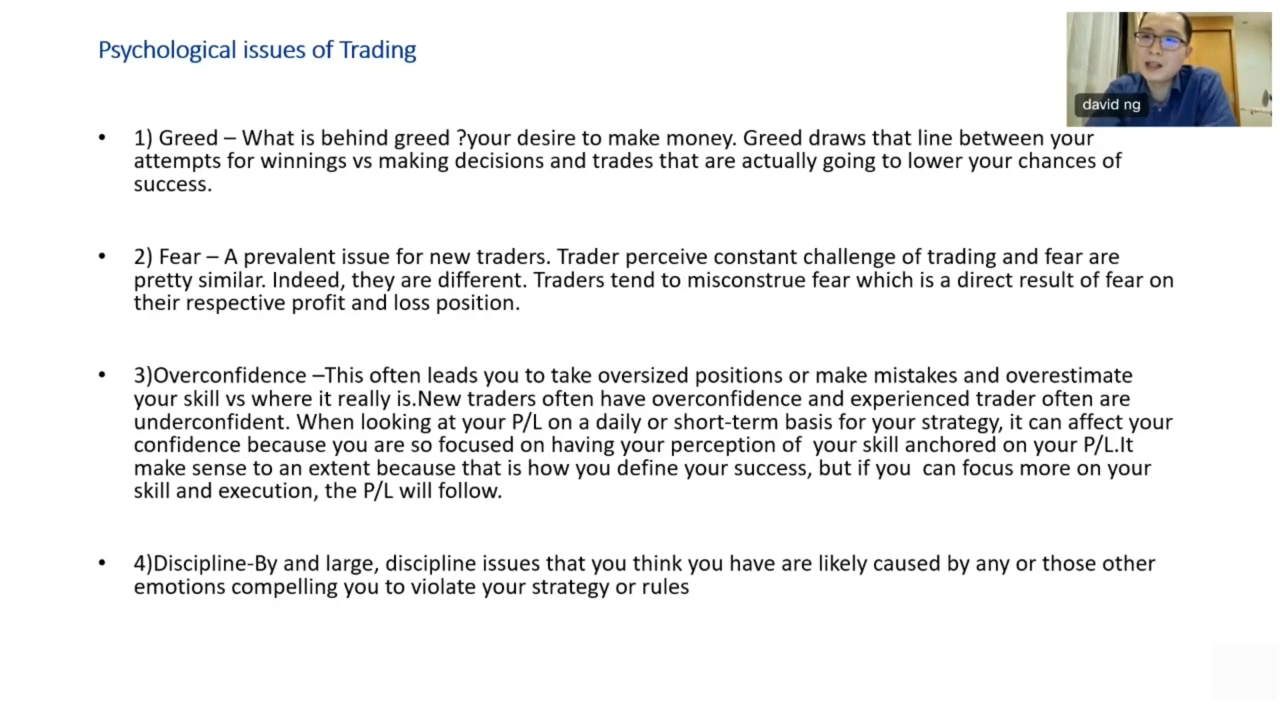 Psychological issues of Trading
david ng
• 1) Greed – What is behind greed ?your desire to make money. Greed draws that line between your
attempts for winnings vs making decisions and trades that are actually going to lower your chances of
success.
• 2) Fear – A prevalent issue for new traders. Trader perceive constant challenge of trading and fear are
pretty similar. Indeed, they are different. Traders tend to misconstrue fear which is a direct result of fear on
their respective profit and loss position.
• 3)Overconfidence –This often leads you to take oversized positions or make mistakes and overestimate
your skill vs where it really is.New traders often have overconfidence and experienced trader often are
underconfident. When looking at your P/L on a daily or short-term basis for your strategy, it can affect your
confidence because you are so focused on having your perception of  your skill anchored on your P/L.It
make sense to an extent because that is how you define your success, but if you  can focus more on your
skill and execution, the P/L will follow.
• 4)Discipline-By and large, discipline issues that you think you have are likely caused by any or those other
emotions compelling you to violate your strategy or rules